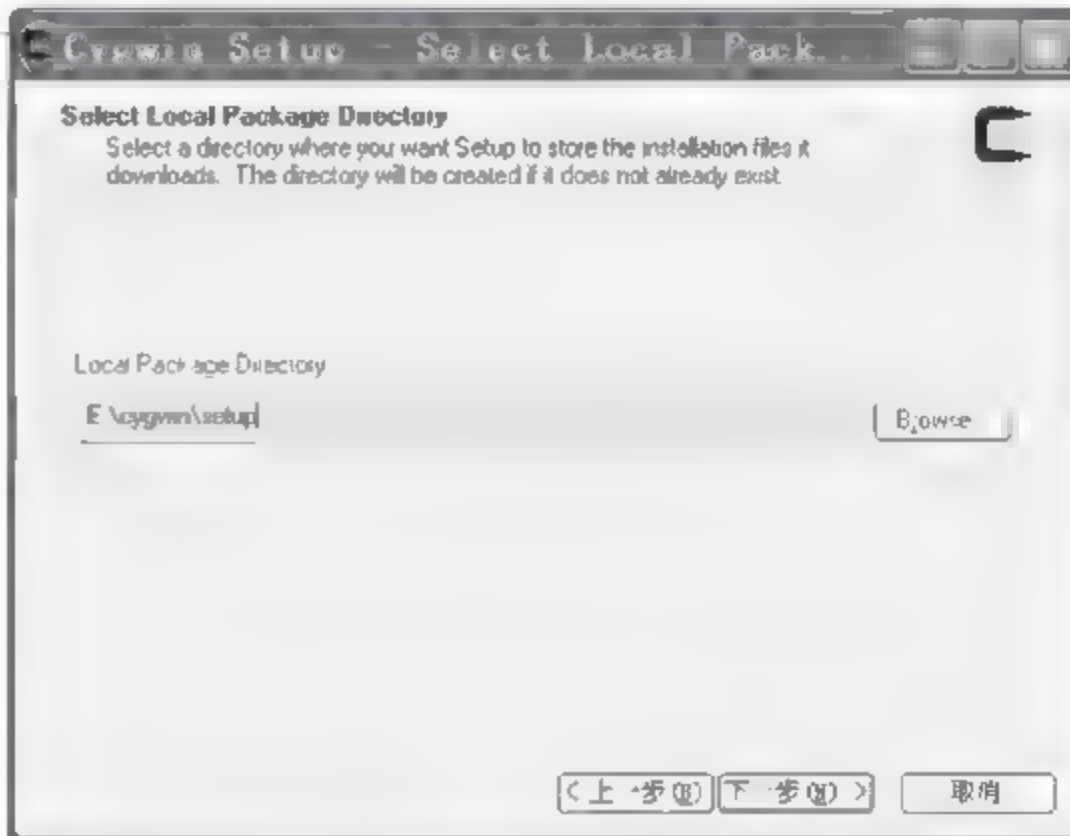 Cygwin Setup - Select Local Pack...
Select Local Package Directory
Select a directory where you want Setup to store the installation files it
downloads. The directory will be created if it does not already exist.
Local Package Directory
E:\cygwin\setup
Browse...
<上一步(B) 下一步(N) > 取消